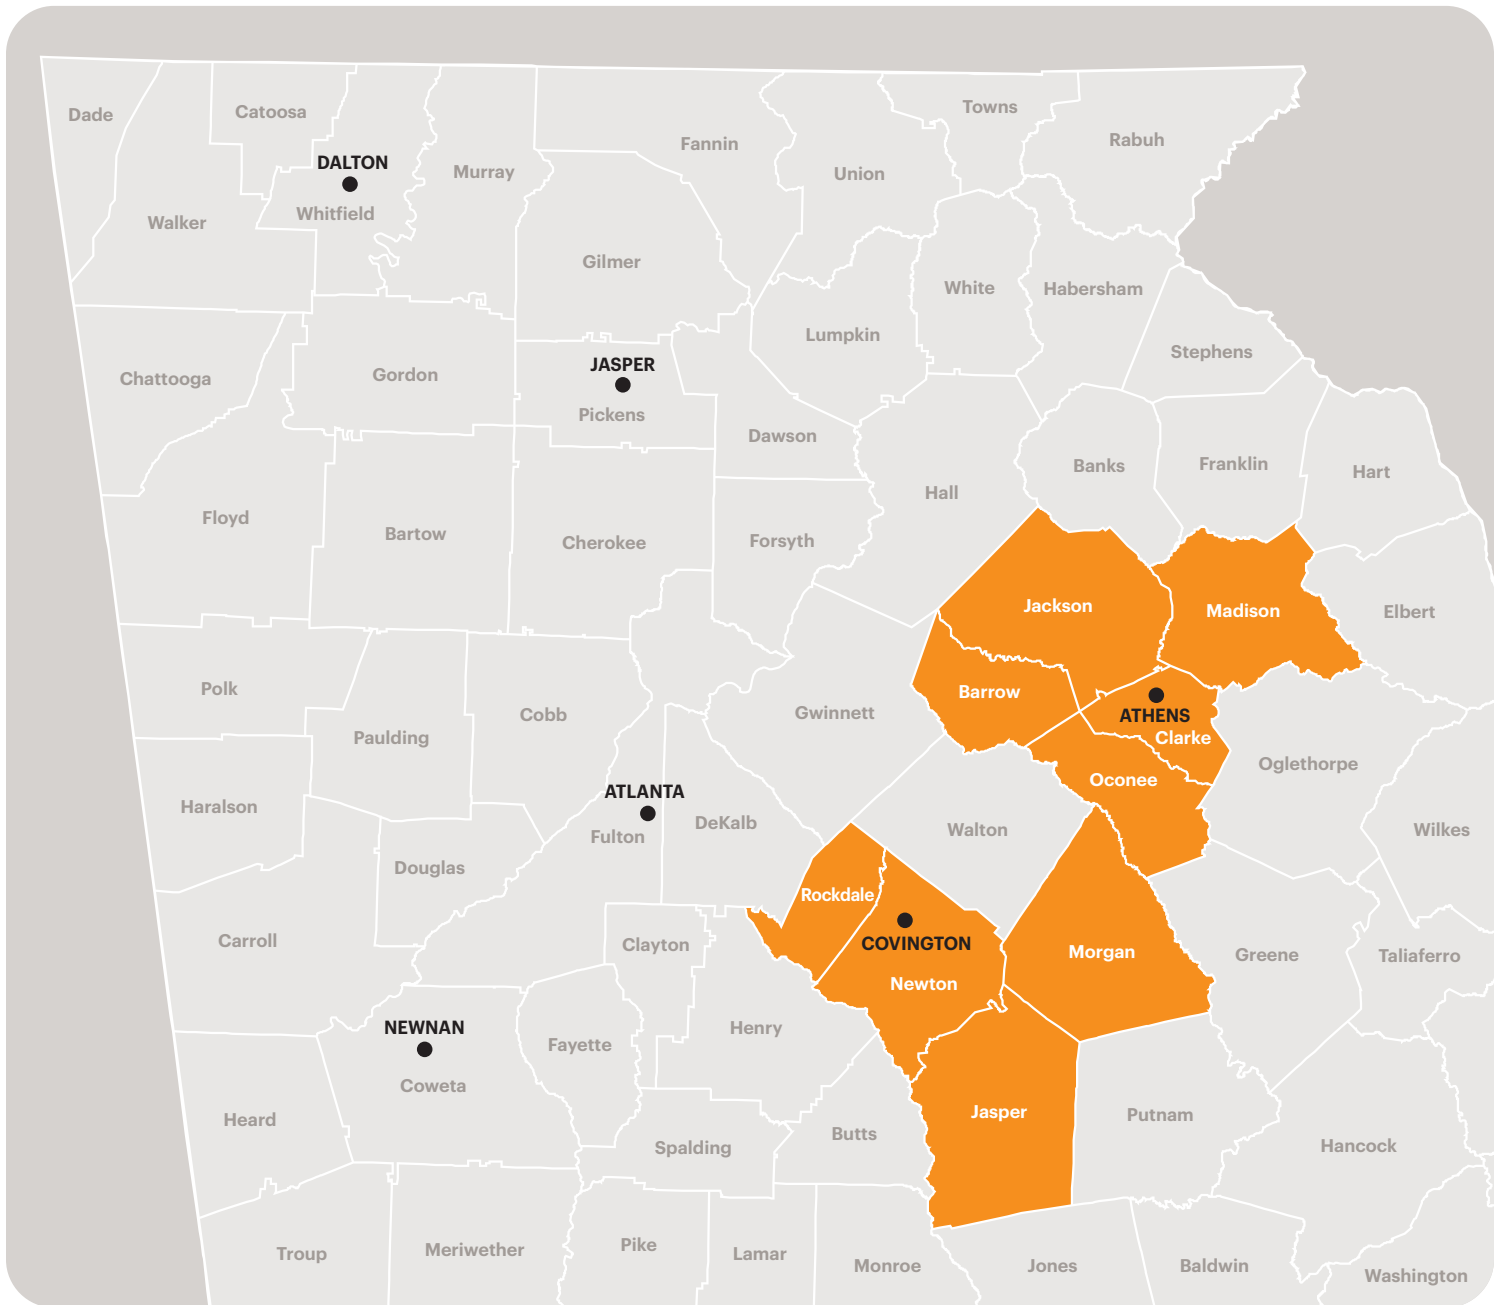 Dade
Catoosa
Towns
Rabuh
Fannin
DALTON
Murray
Union
Whitfield
Walker
Gilmer
White
Habersham
Lumpkin
Stephens
JASPER
Chattooga
Gordon
Pickens
Dawson
Banks
Franklin
Hart
Hall
Floyd
Bartow
Cherokee
Forsyth
Jackson
Madison
Elbert
Polk
Barrow
Cobb
Gwinnett
ATHENS
Clarke
Paulding
Oglethorpe
Oconee
ATLANTA
Haralson
DeKalb
Fulton
Walton
Wilkes
Douglas
Rockdale
Carroll
Clayton
COVINGTON
Morgan
Greene
Taliaferro
Newton
NEWNAN
Henry
Fayette
Coweta
Heard
Jasper
Putnam
Spalding
Butts
Hancock
Troup
Meriwether
Pike
Lamar
Monroe
Jones
Baldwin
Washington